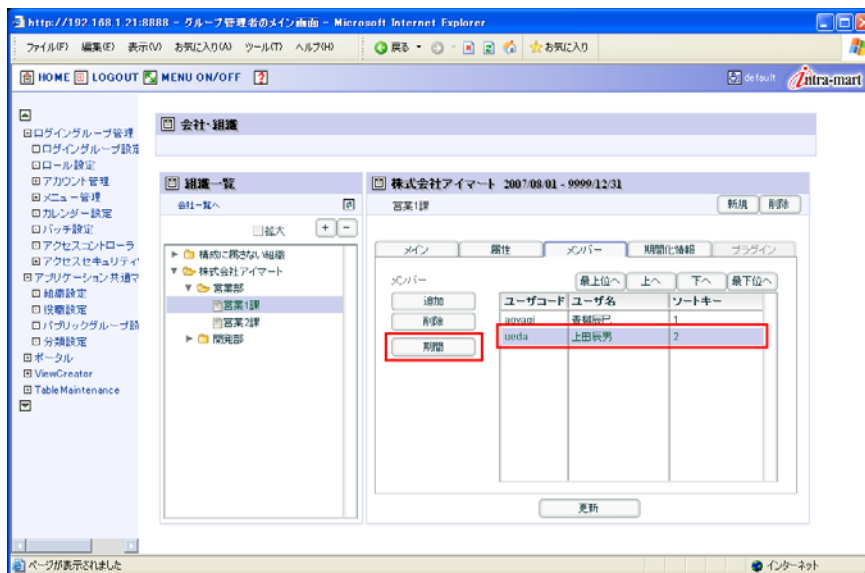 http://192.168.1.21:8888 - グループ管理者のメイン画面 - Microsoft Internet Explorer
ファイル(F) 編集(E) 表示(V) お気に入り(A) ツール(T) ヘルプ(H) 戻る お気に入り
HOME LOGOUT MENU ON/OFF default intra-mart
ログイングループ管理
ログイングループ設定
ロール設定
アカウント管理
メニュー管理
カレンダー設定
バッチ設定
アクセスコントローラ
アクセスセキュリティ
アプリケーション共通マ
組織設定
役職設定
パブリックグループ設
分類設定
ポータル
ViewCreator
TableMaintenance
会社・組織
組織一覧
会社一覧へ
拡大 + -
構成に移さない組織
株式会社アイマート
営業部
営業1課
営業2課
開発部
株式会社アイマート 2007/08/01 - 9999/12/31
営業1課 新規 削除
メイン 属性 メンバー 期間化情報 プラグイン
メンバー 最上位へ 上へ 下へ 最下位へ
追加
削除
期間
ユーザコード ユーザ名 ソートキー
aoyagi 青柳辰巳 1
ueda 上田辰男 2
更新
ページが表示されました インターネット